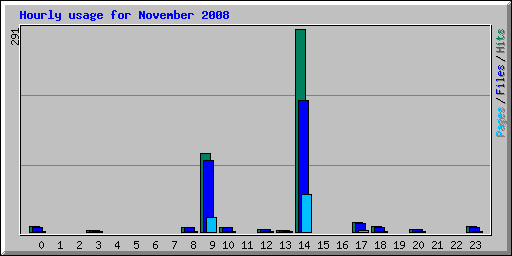 Hourly usage for November 2008
291
Pages/Files/Hits
0 1 2 3 4 5 6 7 8 9 10 11 12 13 14 15 16 17 18 19 20 21 22 23